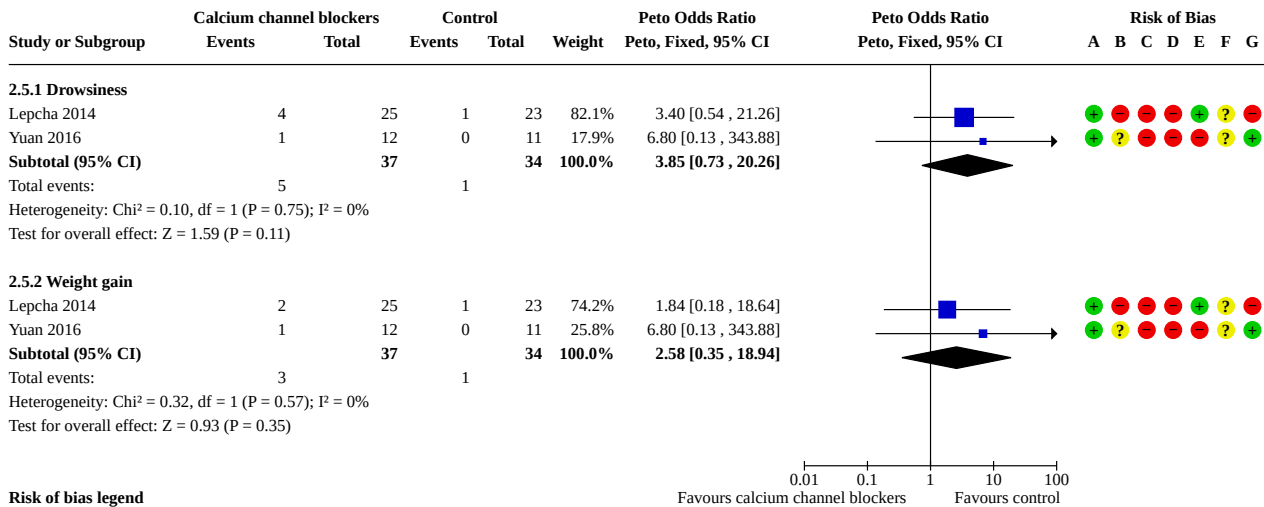 Calcium channel blockers Control Peto Odds Ratio Peto Odds Ratio Risk of Bias
Study or Subgroup Events Total Events Total Weight Peto, Fixed, 95% CI Peto, Fixed, 95% CI A B C D E F G
2.5.1 Drowsiness
Lepcha 2014 4 25 1 23 82.1% 3.40 [0.54 , 21.26] + − − − + ? −
Yuan 2016 1 12 0 11 17.9% 6.80 [0.13 , 343.88] + ? − − − ? +
Subtotal (95% CI) 37 34 100.0% 3.85 [0.73 , 20.26]
Total events: 5 1
Heterogeneity: Chi² = 0.10, df = 1 (P = 0.75); I² = 0%
Test for overall effect: Z = 1.59 (P = 0.11)
2.5.2 Weight gain
Lepcha 2014 2 25 1 23 74.2% 1.84 [0.18 , 18.64] + − − − + ? −
Yuan 2016 1 12 0 11 25.8% 6.80 [0.13 , 343.88] + ? − − − ? +
Subtotal (95% CI) 37 34 100.0% 2.58 [0.35 , 18.94]
Total events: 3 1
Heterogeneity: Chi² = 0.32, df = 1 (P = 0.57); I² = 0%
Test for overall effect: Z = 0.93 (P = 0.35)
0.01 0.1 1 10 100
Favours calcium channel blockers Favours control
Risk of bias legend